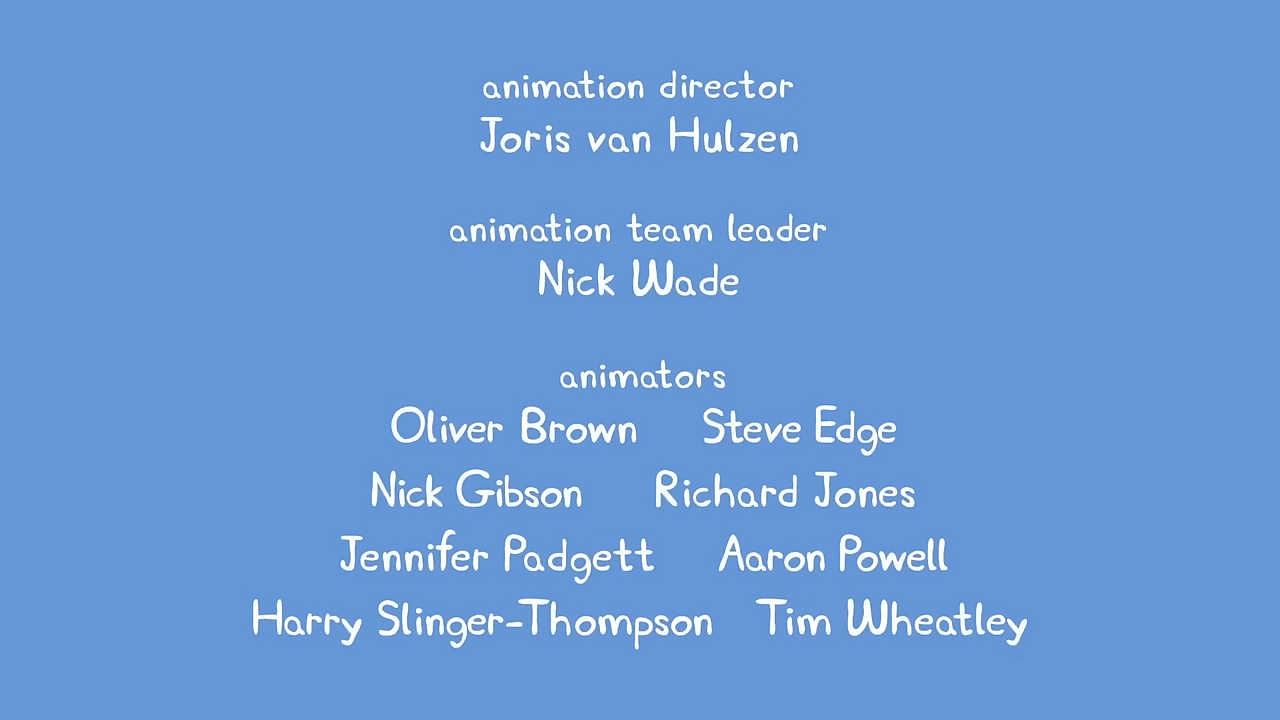 animation director
Joris van Hulzen
animation team leader
Nick Wade
animators
Oliver Brown Steve Edge
Nick Gibson Richard Jones
Jennifer Padgett Aaron Powell
Harry Slinger-Thompson Tim Wheatley